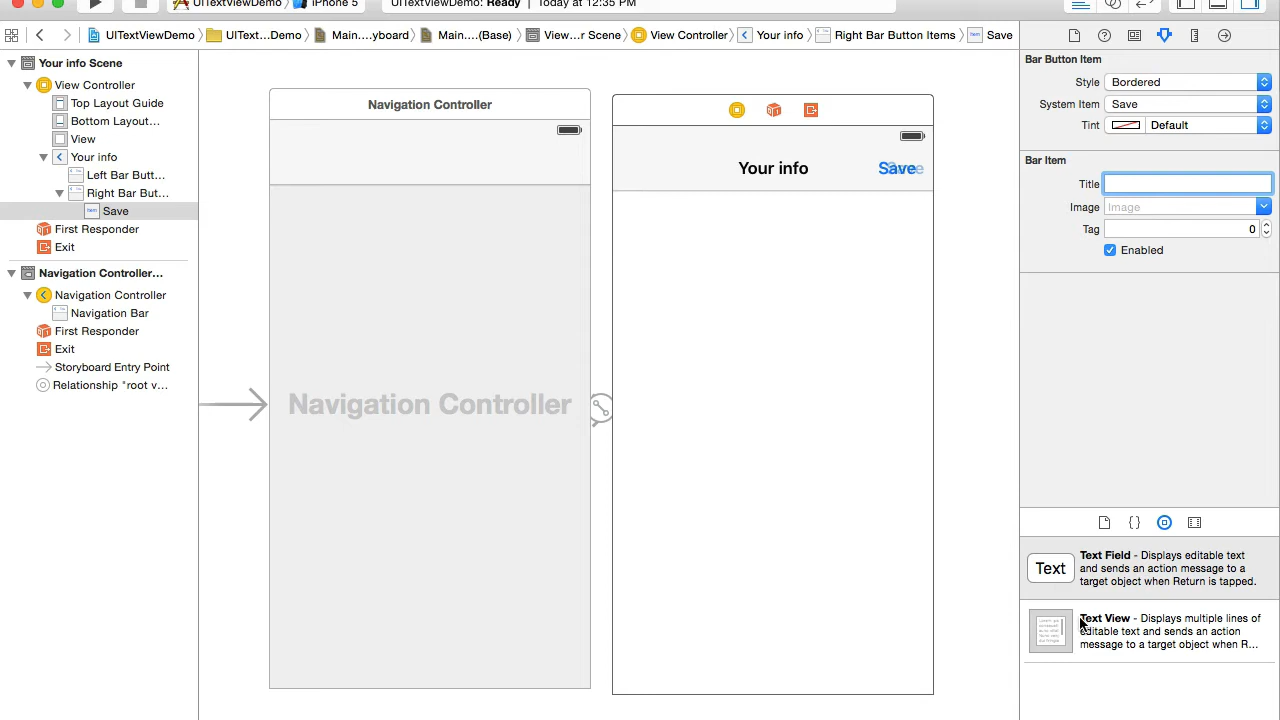 UITextViewDemo iPhone 5 UITextViewDemo: Ready Today at 12:35 PM
UITextViewDemo UIText...Demo Main....yboard Main....(Base) View...r Scene View Controller Your info Right Bar Button Items Save
Your info Scene
View Controller
Top Layout Guide
Bottom Layout...
View
Your info
Left Bar Butt...
Right Bar But...
Save
First Responder
Exit
Navigation Controller...
Navigation Controller
Navigation Bar
First Responder
Exit
Storyboard Entry Point
Relationship "root v...
Navigation Controller
Navigation Controller
Your info Save
Bar Button Item
Style Bordered
System Item Save
Tint Default
Bar Item
Title
Image Image
Tag 0
Enabled
Text
Text Field - Displays editable text
and sends an action message to a
target object when Return is tapped.
Text View - Displays multiple lines of
editable text and sends an action
message to a target object when R...